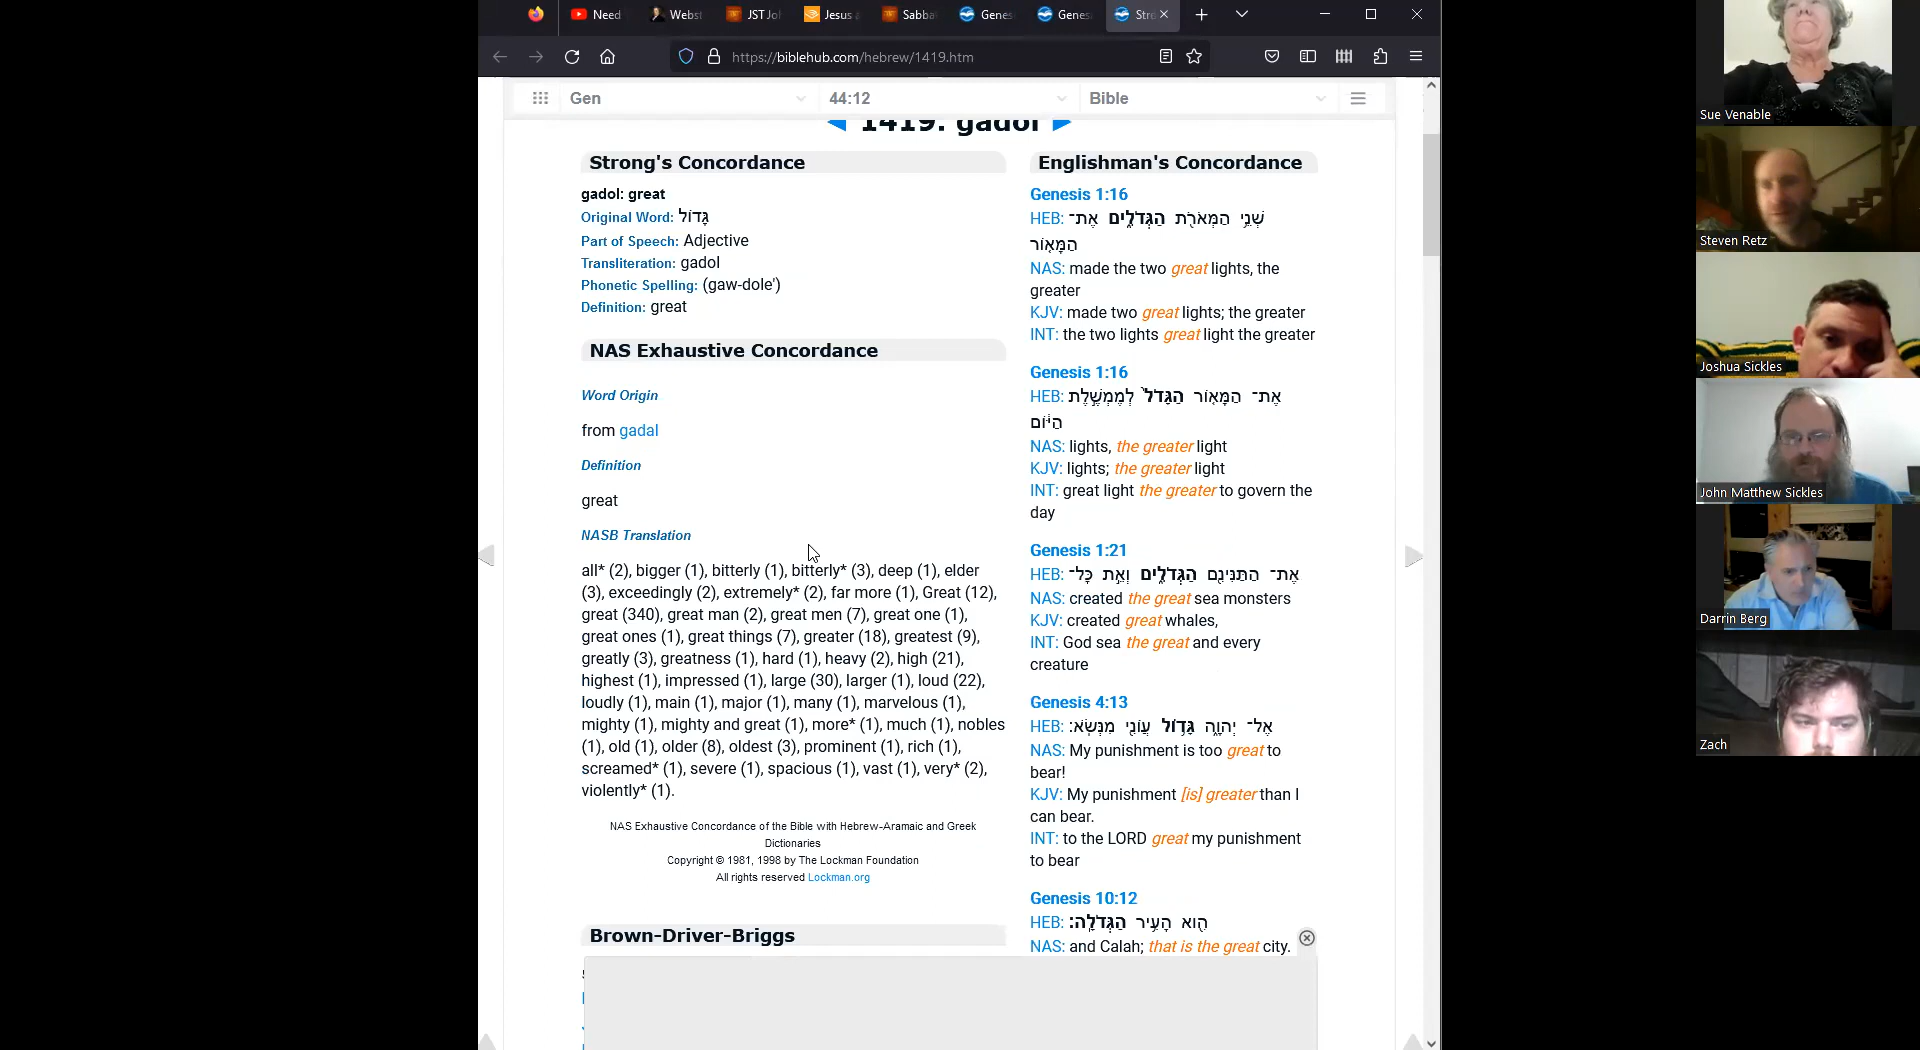 Need
Webst
JST Jo
Jesus a
Sabba
Genes
Genes
Str
https://biblehub.com/hebrew/1419.htm
Gen
44:12
Bible
1419. gadol
Strong's Concordance
gadol: great
Original Word: גָּדוֹל
Part of Speech: Adjective
Transliteration: gadol
Phonetic Spelling: (gaw-dole')
Definition: great
NAS Exhaustive Concordance
Word Origin
from gadal
Definition
great
NASB Translation
all* (2), bigger (1), bitterly (1), bitterly* (3), deep (1), elder
(3), exceedingly (2), extremely* (2), far more (1), Great (12),
great (340), great man (2), great men (7), great one (1),
great ones (1), great things (7), greater (18), greatest (9),
greatly (3), greatness (1), hard (1), heavy (2), high (21),
highest (1), impressed (1), large (30), larger (1), loud (22),
loudly (1), main (1), major (1), many (1), marvelous (1),
mighty (1), mighty and great (1), more* (1), much (1), nobles
(1), old (1), older (8), oldest (3), prominent (1), rich (1),
screamed* (1), severe (1), spacious (1), vast (1), very* (2),
violently* (1).
NAS Exhaustive Concordance of the Bible with Hebrew-Aramaic and Greek
Dictionaries
Copyright © 1981, 1998 by The Lockman Foundation
All rights reserved Lockman.org
Brown-Driver-Briggs
Englishman's Concordance
Genesis 1:16
HEB: שְׁנֵ֥י הַמְּאֹרֹ֖ת הַגְּדֹלִ֑ים אֶת־
הַמָּא֤וֹר
NAS: made the two great lights, the
greater
KJV: made two great lights; the greater
INT: the two lights great light the greater
Genesis 1:16
HEB: אֶת־ הַמָּא֤וֹר הַגָּדֹל֙ לְמֶמְשֶׁ֣לֶת
הַיּ֔וֹם
NAS: lights, the greater light
KJV: lights; the greater light
INT: great light the greater to govern the
day
Genesis 1:21
HEB: אֶת־ הַתַּנִּינִ֖ם הַגְּדֹלִ֑ים וְאֵ֣ת כָּל־
NAS: created the great sea monsters
KJV: created great whales,
INT: God sea the great and every
creature
Genesis 4:13
HEB: אֶל־ יְהוָ֑ה גָּד֥וֹל עֲוֺנִ֖י מִנְּשֹֽׂא׃
NAS: My punishment is too great to
bear!
KJV: My punishment [is] greater than I
can bear.
INT: to the LORD great my punishment
to bear
Genesis 10:12
HEB: הִ֖וא הָעִ֥יר הַגְּדֹלָֽה׃
NAS: and Calah; that is the great city.
Sue Venable
Steven Retz
Joshua Sickles
John Matthew Sickles
Darrin Berg
Zach